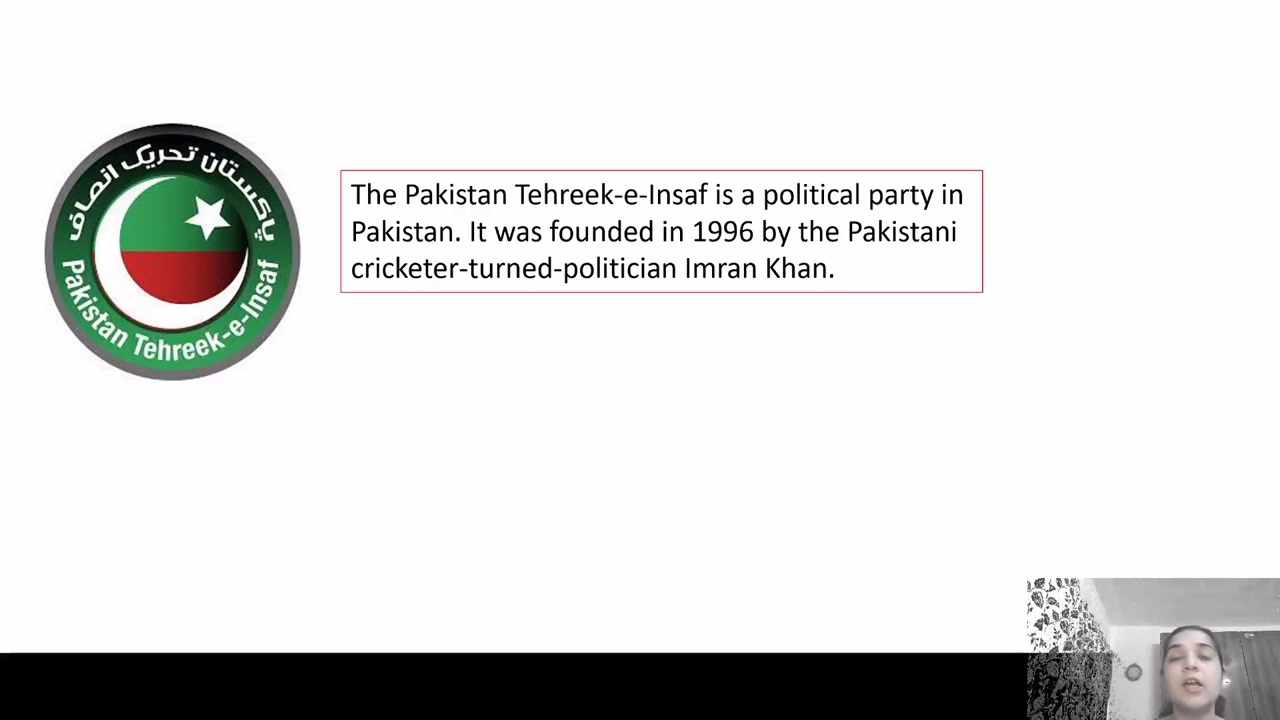 پاکستان تحریک انصاف
Pakistan Tehreek-e-Insaf
The Pakistan Tehreek-e-Insaf is a political party in
Pakistan. It was founded in 1996 by the Pakistani
cricketer-turned-politician Imran Khan.